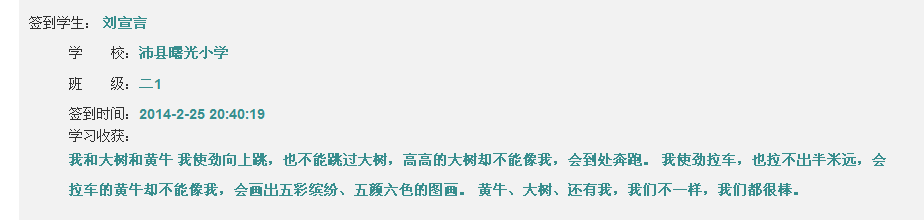 签到学生： 刘宣言
学 校：沛县曙光小学
班 级：二1
签到时间：2014-2-25 20:40:19
学习收获：
我和大树和黄牛 我使劲向上跳，也不能跳过大树，高高的大树却不能像我，会到处奔跑。 我使劲拉车，也拉不出半米远，会
拉车的黄牛却不能像我，会画出五彩缤纷、五颜六色的图画。 黄牛、大树、还有我，我们不一样，我们都很棒。